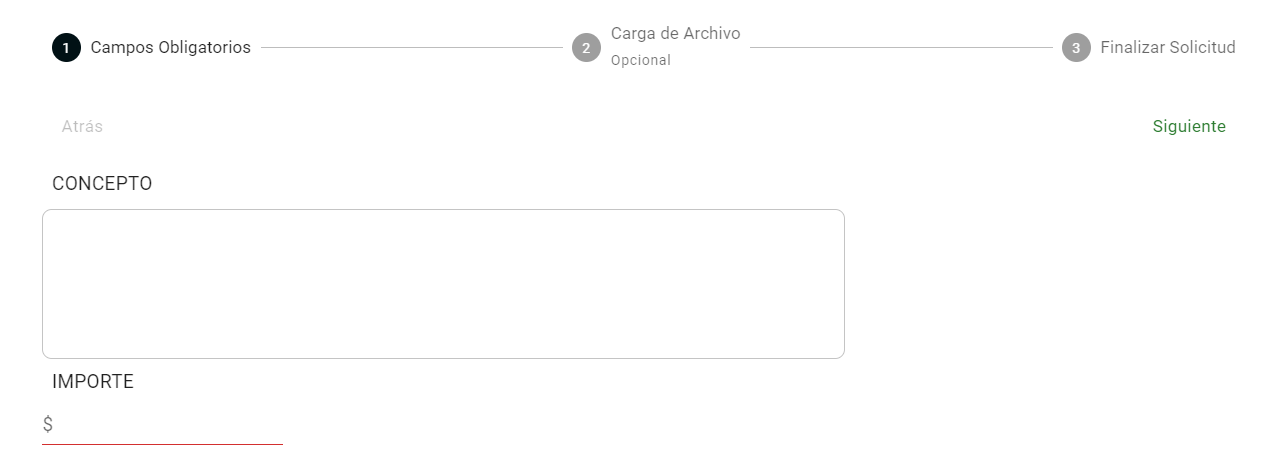 1 Campos Obligatorios
2 Carga de Archivo
Opcional
3 Finalizar Solicitud
Atrás
Siguiente
CONCEPTO
IMPORTE
$